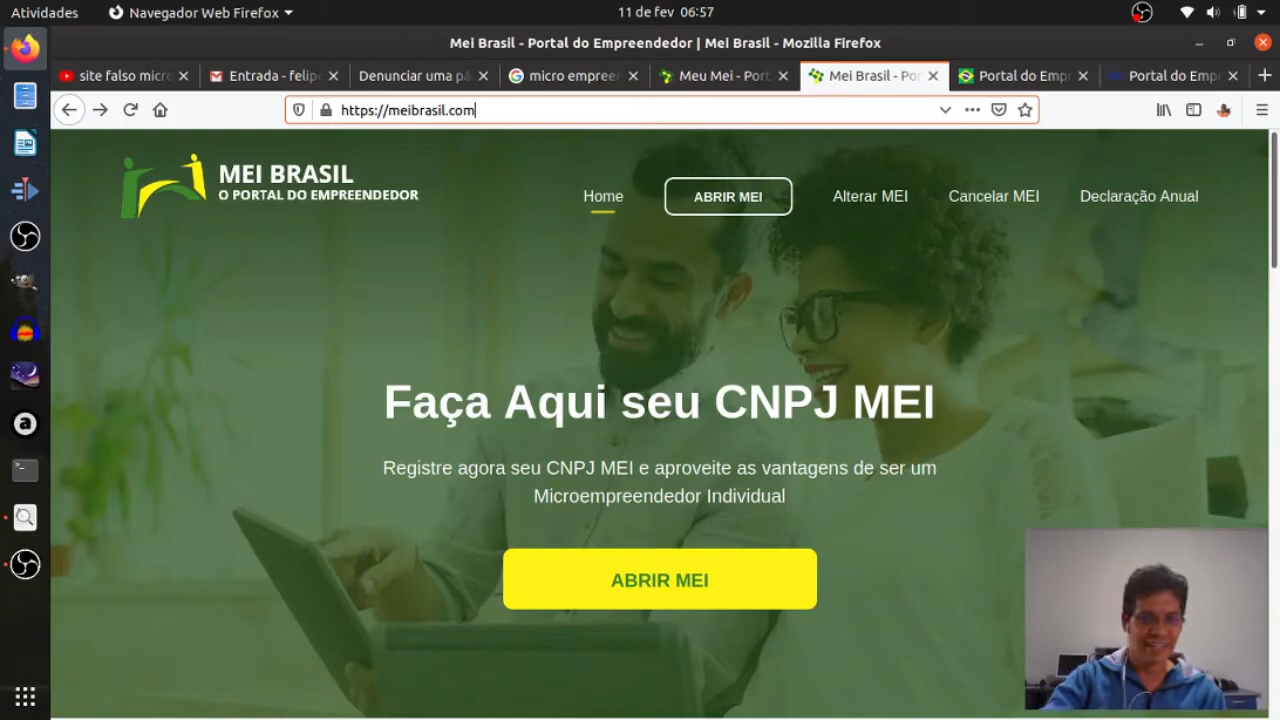 Atividades
Navegador Web Firefox
11 de fev 06:57
Mei Brasil - Portal do Empreendedor | Mei Brasil - Mozilla Firefox
site falso micro
Entrada - felip
Denunciar uma pá
micro empreen
Meu Mei - Port
Mei Brasil - Por
Portal do Empr
Portal do Empr
https://meibrasil.com
MEI BRASIL
O PORTAL DO EMPREENDEDOR
Home
ABRIR MEI
Alterar MEI
Cancelar MEI
Declaração Anual
Faça Aqui seu CNPJ MEI
Registre agora seu CNPJ MEI e aproveite as vantagens de ser um
Microempreendedor Individual
ABRIR MEI